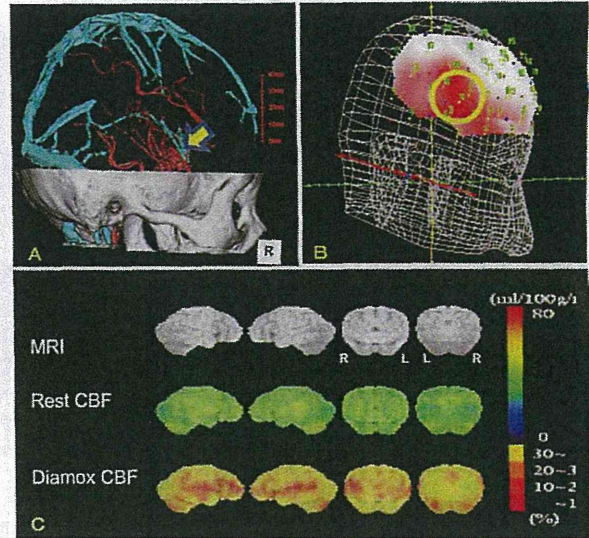 A
R
B
(ml/100g/
80
MRI
R L L R
Rest CBF
0
30~
20~3
10~2
~1
Diamox CBF
(%)
C